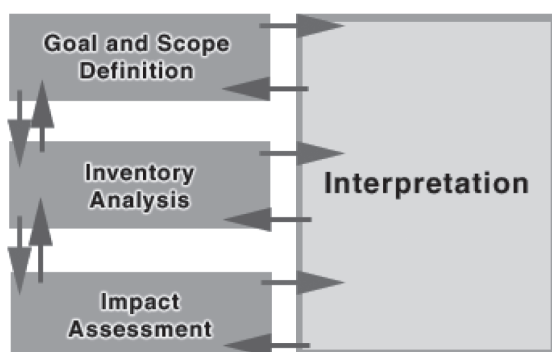 Goal and Scope
Definition
Inventory
Analysis
Interpretation
Impact
Assessment